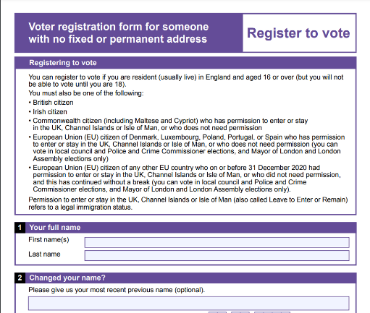 Voter registration form for someone
with no fixed or permanent address
Register to vote
Registering to vote
You can register to vote if you are resident (usually live) in England and aged 16 or over (but you will not
be able to vote until you are 18).
You must also be one of the following:
• British citizen
• Irish citizen
• Commonwealth citizen (including Maltese and Cypriot) who has permission to enter or stay
in the UK, Channel Islands or Isle of Man, or who does not need permission
• European Union (EU) citizen of Denmark, Luxembourg, Poland, Portugal, or Spain who has permission
to enter or stay in the UK, Channel Islands or Isle of Man, or who does not need permission (you can
vote in local council and Police and Crime Commissioner elections, and Mayor of London and London
Assembly elections only)
• European Union (EU) citizen of any other EU country who on or before 31 December 2020 had
permission to enter or stay in the UK, Channel Islands or Isle of Man, or who did not need permission,
and this has continued without a break (you can vote in local council and Police and Crime
Commissioner elections, and Mayor of London and London Assembly elections only).
Permission to enter or stay in the UK, Channel Islands or Isle of Man (also called Leave to Enter or Remain)
refers to a legal immigration status.
1 Your full name
First name(s)
Last name
2 Changed your name?
Please give us your most recent previous name (optional).